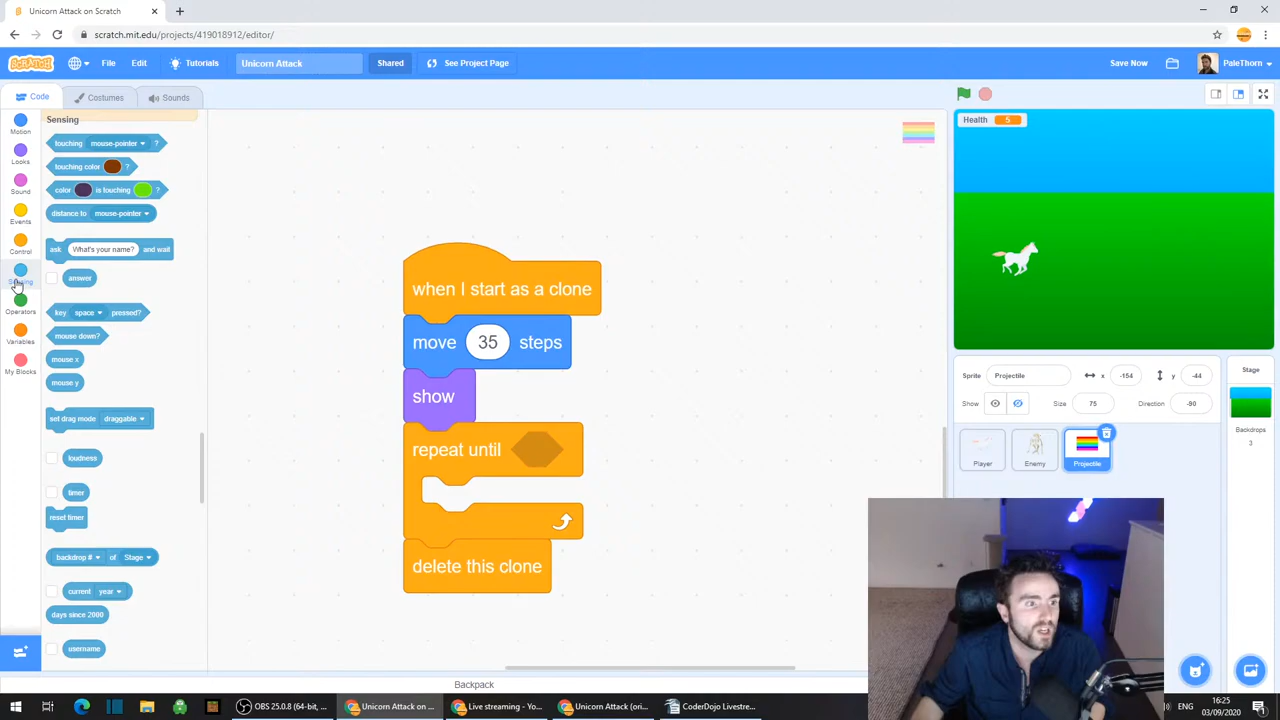 Unicorn Attack on Scratch
scratch.mit.edu/projects/419018912/editor/
SCRATCH
File
Edit
Tutorials
Unicorn Attack
Shared
See Project Page
Save Now
PaleThorn
Code
Costumes
Sounds
Motion
Looks
Sound
Events
Control
Sensing
Operators
Variables
My Blocks
Sensing
touching mouse-pointer ?
touching color ?
color is touching ?
distance to mouse-pointer
ask What's your name? and wait
answer
key space pressed?
mouse down?
mouse x
mouse y
set drag mode draggable
loudness
timer
reset timer
backdrop # of Stage
current year
days since 2000
username
when I start as a clone
move 35 steps
show
repeat until
delete this clone
Health 5
Sprite Projectile x -154 y -44
Show Size 75 Direction -90
Player
Enemy
Projectile
Stage
Backdrops
3
Backpack
OBS 25.0.8 (64-bit, ...
Unicorn Attack on ...
Live streaming - Yo...
Unicorn Attack (ori...
CoderDojo Livestre...
ENG
16:25
03/09/2020